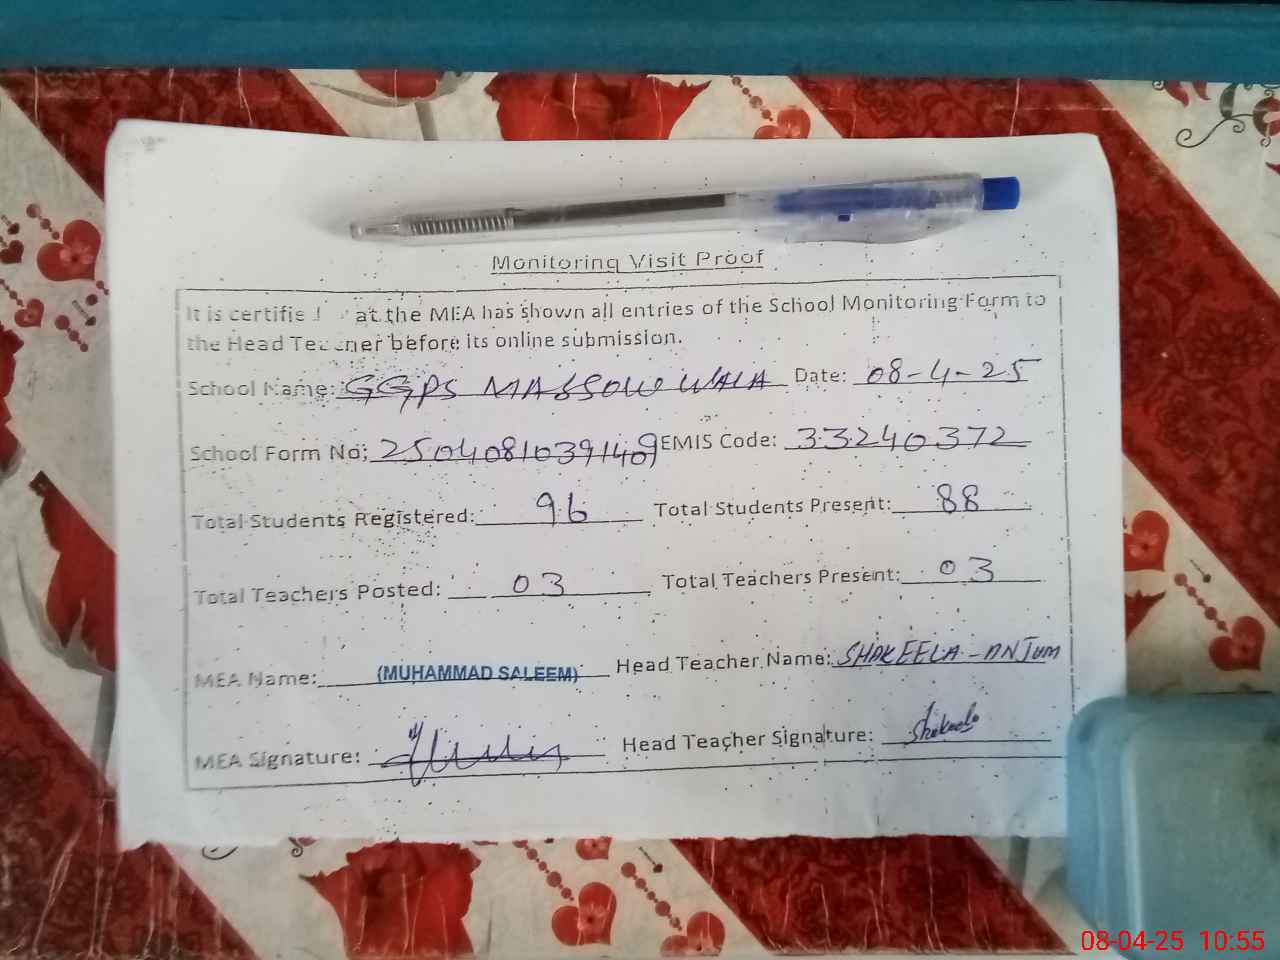 Monitoring Visit Proof
It is certifie at the MEA has shown all entries of the School Monitoring Form to
the Head Teacher before its online submission.
School Name: GGPS MASSOWOWALA Date: 08-4-25
School Form No: 2504081039149 EMIS Code: 33240372
Total Students Registered: 96 Total Students Present: 88
Total Teachers Posted: 03 Total Teachers Present: 03
MEA Name: (MUHAMMAD SALEEM) Head Teacher Name: SHAKEELA-ANJUM
MEA Signature: Head Teacher Signature: Shakeela
08-04-25 10:55